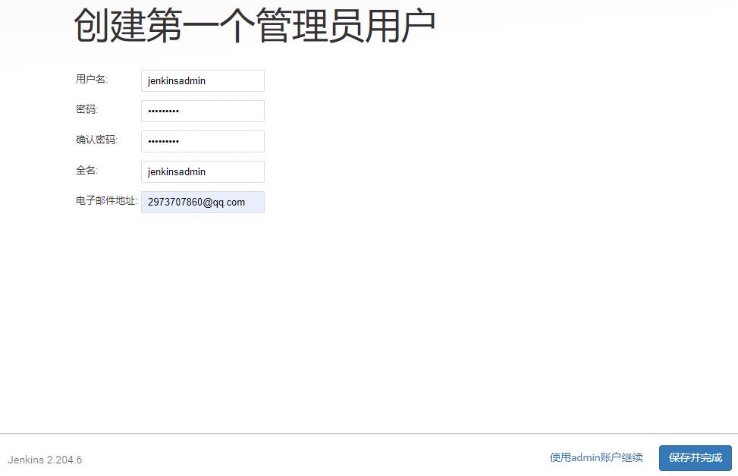 创建第一个管理员用户
用户名: jenkinsadmin
密码: •••••••••
确认密码: •••••••••
全名: jenkinsadmin
电子邮件地址: 2973707860@qq.com
Jenkins 2.204.6 使用admin账户继续 保存并完成